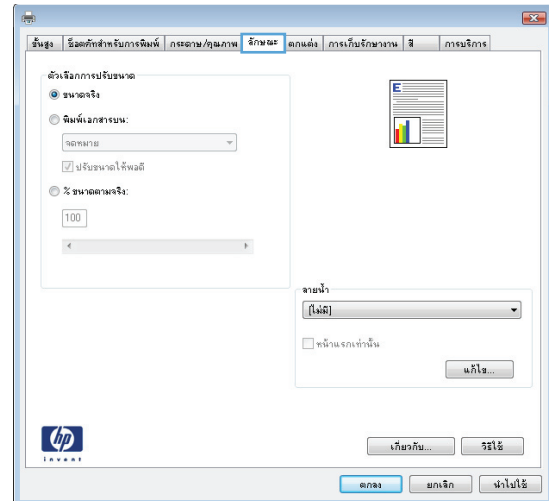 ขั้นสูง ช็อตคัทสำหรับการพิมพ์ กระดาษ/คุณภาพ ลักษณะ ตกแต่ง การเก็บรักษางาน สี การบริการ
ตัวเลือกการปรับขนาด
ขนาดจริง
พิมพ์เอกสารบน:
จดหมาย
ปรับขนาดให้พอดี
% ขนาดตามจริง:
100
E
ลายน้ำ
[ไม่มี]
หน้าแรกเท่านั้น
แก้ไข...
hp
invent
เกี่ยวกับ... วิธีใช้
ตกลง ยกเลิก นำไปใช้